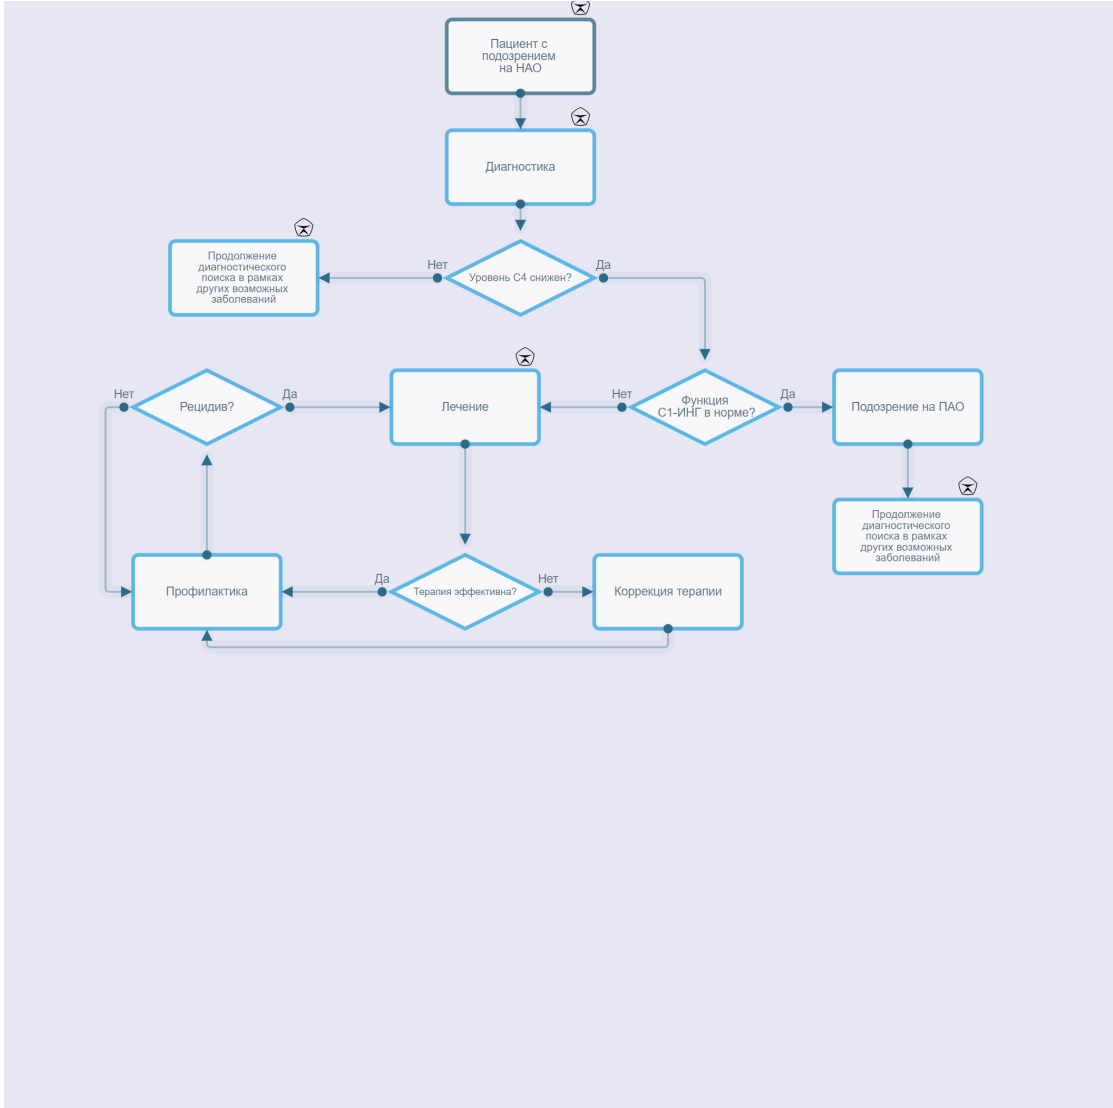 Пациент с
подозрением
на НАО
Диагностика
Продолжение
диагностического
поиска в рамках
других возможных
заболеваний
Нет
Уровень С4 снижен?
Да
Нет
Рецидив?
Да
Лечение
Нет
Функция
С1-ИНГ в норме?
Да
Подозрение на ПАО
Продолжение
диагностического
поиска в рамках
других возможных
заболеваний
Профилактика
Да
Терапия эффективна?
Нет
Коррекция терапии